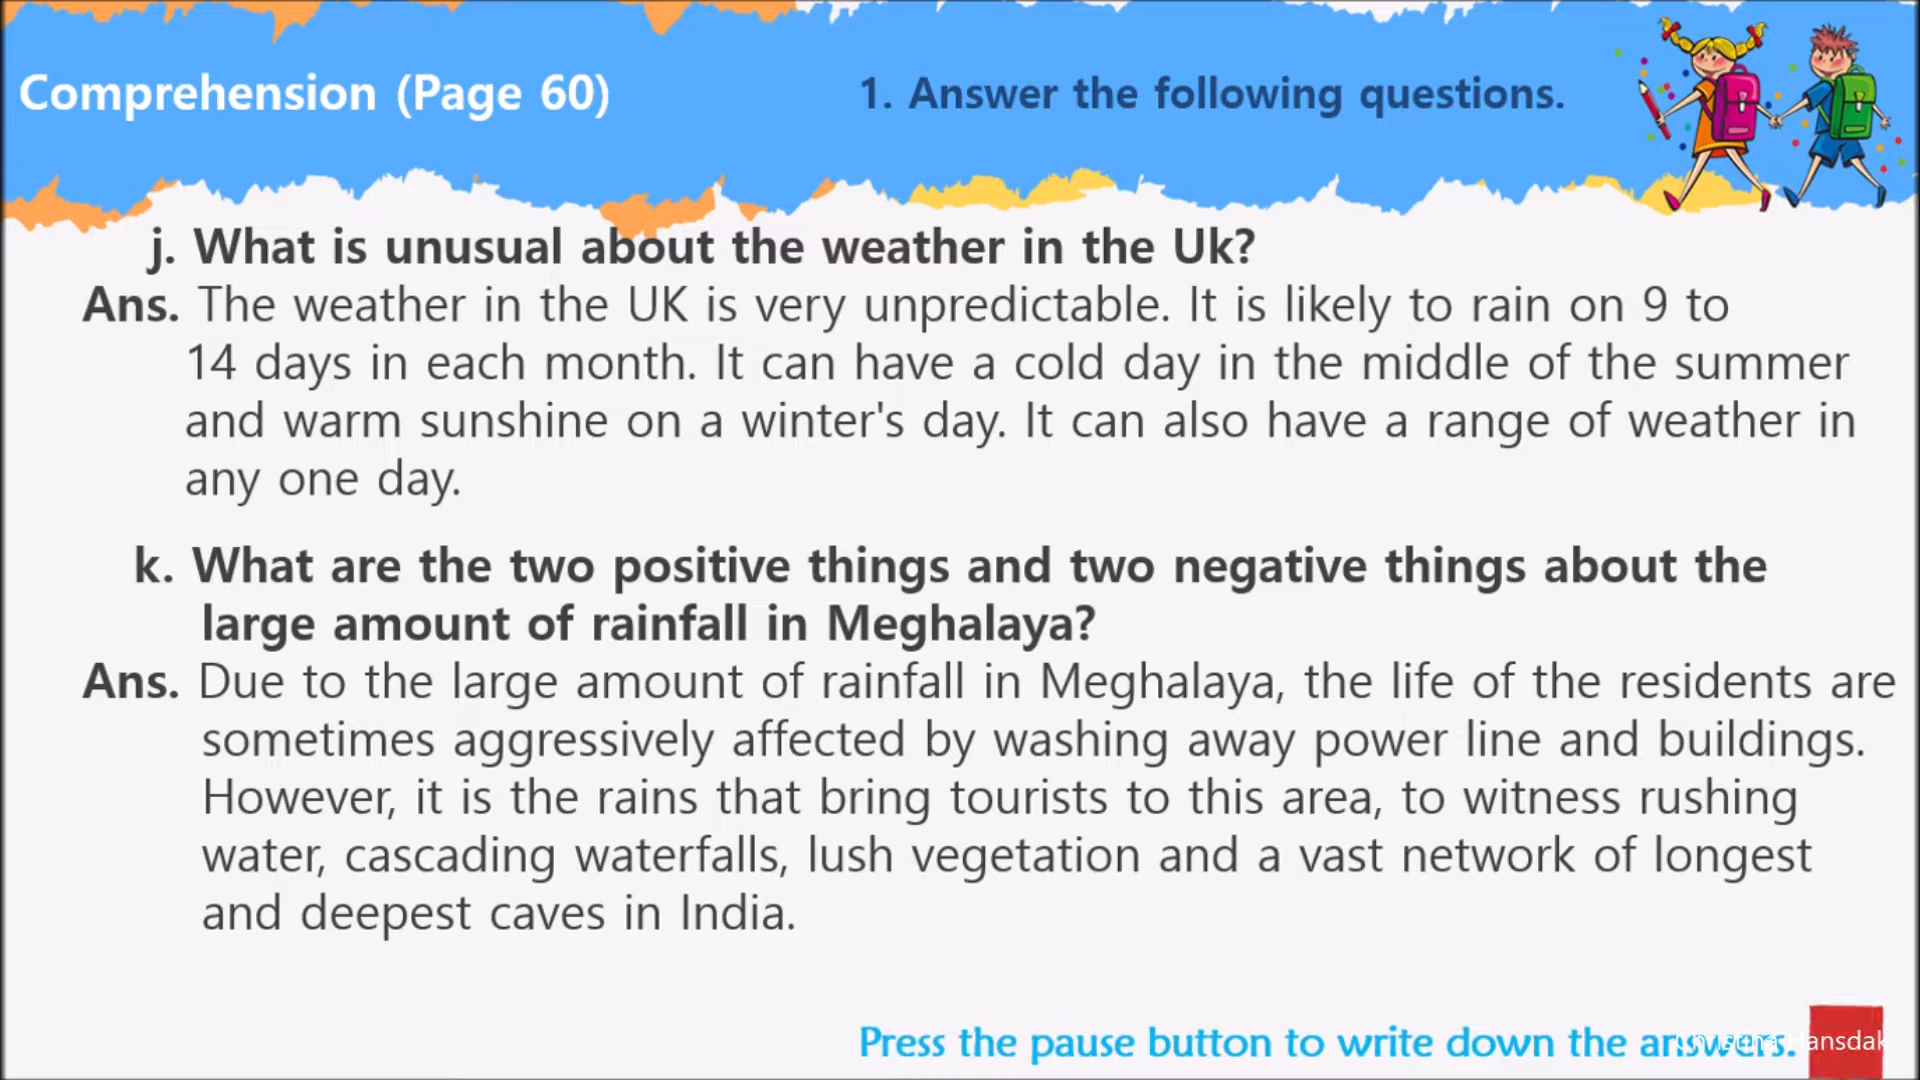 Comprehension (Page 60)
1. Answer the following questions.
j. What is unusual about the weather in the Uk?
Ans. The weather in the UK is very unpredictable. It is likely to rain on 9 to
14 days in each month. It can have a cold day in the middle of the summer
and warm sunshine on a winter's day. It can also have a range of weather in
any one day.
k. What are the two positive things and two negative things about the
large amount of rainfall in Meghalaya?
Ans. Due to the large amount of rainfall in Meghalaya, the life of the residents are
sometimes aggressively affected by washing away power line and buildings.
However, it is the rains that bring tourists to this area, to witness rushing
water, cascading waterfalls, lush vegetation and a vast network of longest
and deepest caves in India.
Press the pause button to write down the answers.
Christina Hansdak